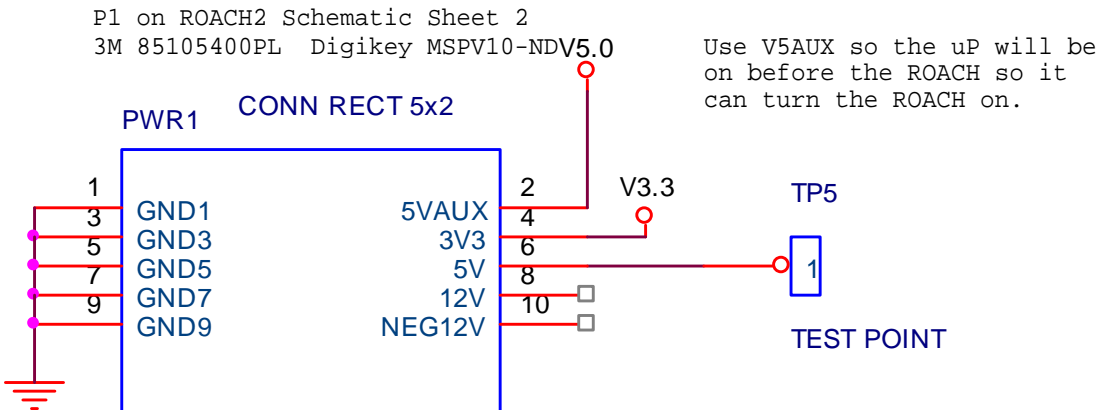 P1 on ROACH2 Schematic Sheet 2
3M 85105400PL  Digikey MSPV10-ND
V5.0
Use V5AUX so the uP will be
on before the ROACH so it
can turn the ROACH on.
CONN RECT 5x2
PWR1
1 GND1 5VAUX 2
3 GND3 3V3 4
5 GND5 5V 6
7 GND7 12V 8
9 GND9 NEG12V 10
V3.3
TP5
1
TEST POINT